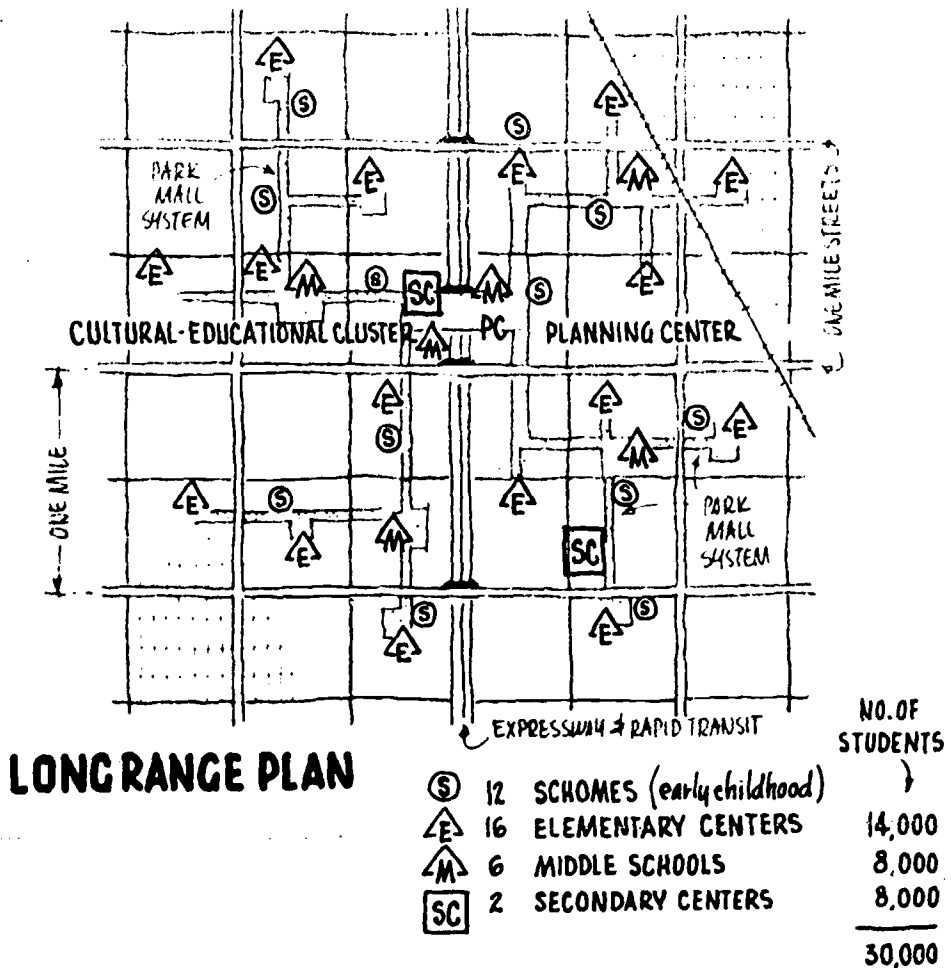 E
S
S
E
PARK
MALL
SYSTEM
E
E
M
E
S
S
E
ONE MILE STREETS
E
E
M
8
SC
M
S
E
CULTURAL-EDUCATIONAL CLUSTER
M
PC
PLANNING CENTER
E
S
E
S
E
M
ONE MILE
E
S
E
M
E
S
SC
PARK
MALL
SYSTEM
S
E
E
S
EXPRESSWAY & RAPID TRANSIT
LONG RANGE PLAN
NO. OF
STUDENTS
S 12 SCHOMES (early childhood)
E 16 ELEMENTARY CENTERS 14,000
M 6 MIDDLE SCHOOLS 8,000
SC 2 SECONDARY CENTERS 8,000
30,000